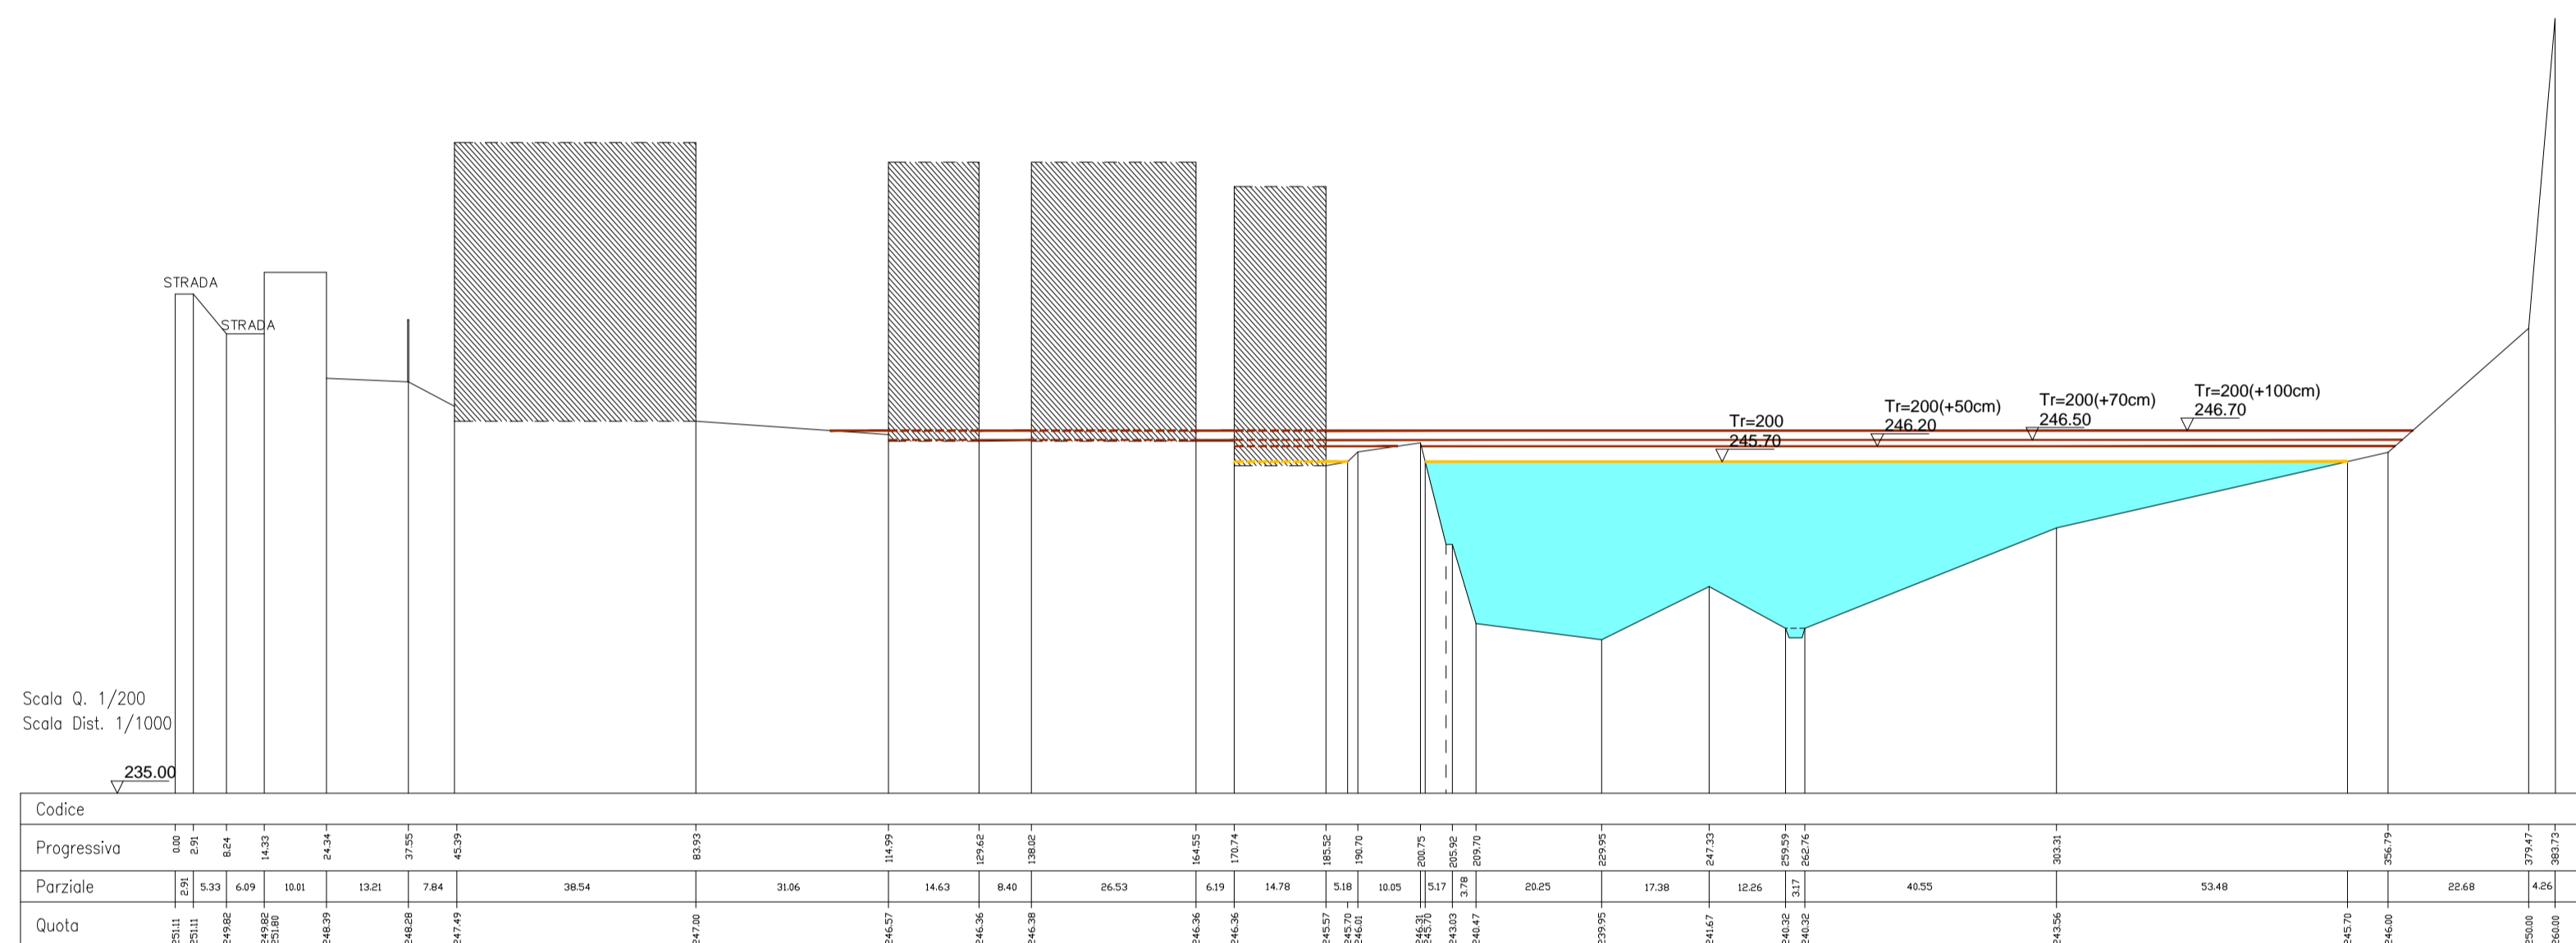 STRADA
STRADA
Tr=200
245.70
Tr=200(+50cm)
246.20
Tr=200(+70cm)
246.50
Tr=200(+100cm)
246.70
Scala Q. 1/200
Scala Dist. 1/1000
235.00
Codice
Progressiva 0.00 2.91 8.24 14.33 24.34 37.55 45.39 83.93 114.99 129.62 138.02 164.55 170.74 185.52 190.70 200.75 205.92 209.70 229.95 247.33 259.59 262.76 303.31 356.79 379.47 383.73
Parziale 2.91 5.33 6.09 10.01 13.21 7.84 38.54 31.06 14.63 8.40 26.53 6.19 14.78 5.18 10.05 5.17 3.78 20.25 17.38 12.26 3.17 40.55 53.48 22.68 4.26
Quota 251.11 251.11 249.82 249.82 251.80 248.39 248.28 247.49 247.00 246.57 246.36 246.38 246.36 246.36 245.57 245.70 246.01 246.31 245.70 243.03 240.47 239.95 241.67 240.32 240.32 243.56 245.70 246.00 250.00 260.00